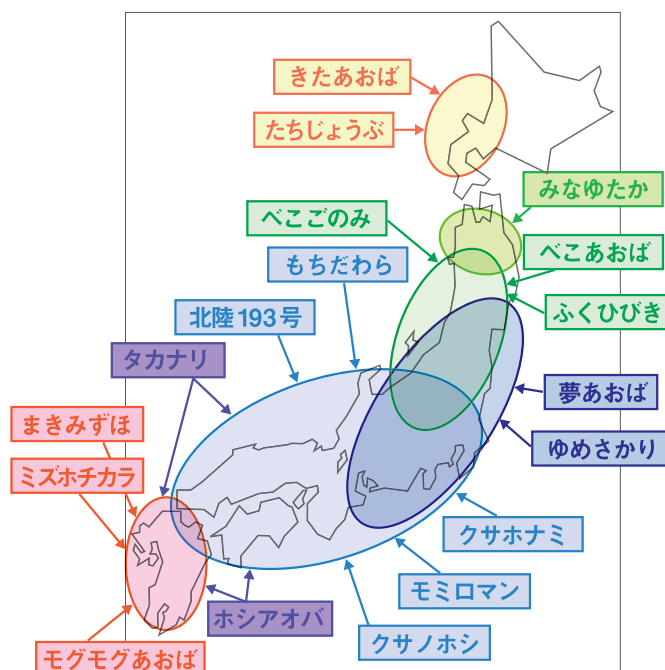 きたあおば
たちじょうぶ
みなゆたか
べこごのみ
べこあおば
もちだわら
ふくひびき
北陸193号
タカナリ
夢あおば
まきみずほ
ゆめさかり
ミズホチカラ
クサホナミ
モミロマン
ホシアオバ
クサノホシ
モグモグあおば